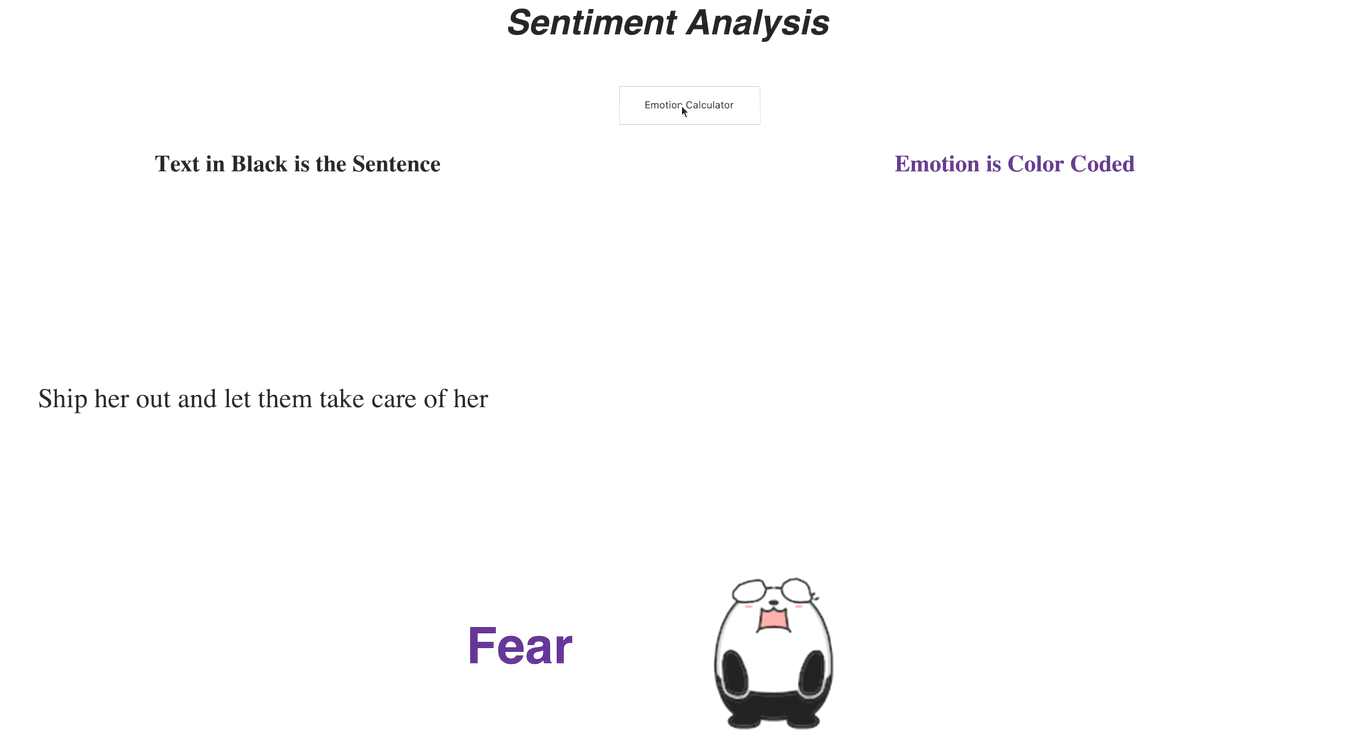 Sentiment Analysis
Emotion Calculator
Text in Black is the Sentence
Emotion is Color Coded
Ship her out and let them take care of her
Fear